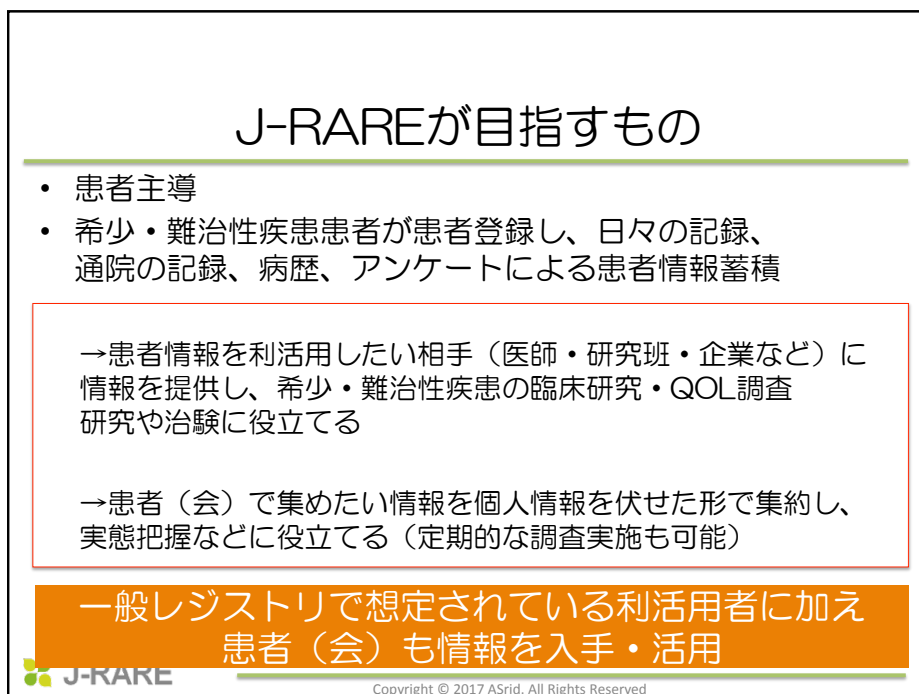 J-RAREが目指すもの
• 患者主導
• 希少・難治性疾患患者が患者登録し、日々の記録、
通院の記録、病歴、アンケートによる患者情報蓄積
→患者情報を利活用したい相手（医師・研究班・企業など）に
情報を提供し、希少・難治性疾患の臨床研究・QOL調査
研究や治験に役立てる
→患者（会）で集めたい情報を個人情報を伏せた形で集約し、
実態把握などに役立てる（定期的な調査実施も可能）
一般レジストリで想定されている利活用者に加え
患者（会）も情報を入手・活用
J-RARE
Copyright © 2017 ASrid, All Rights Reserved